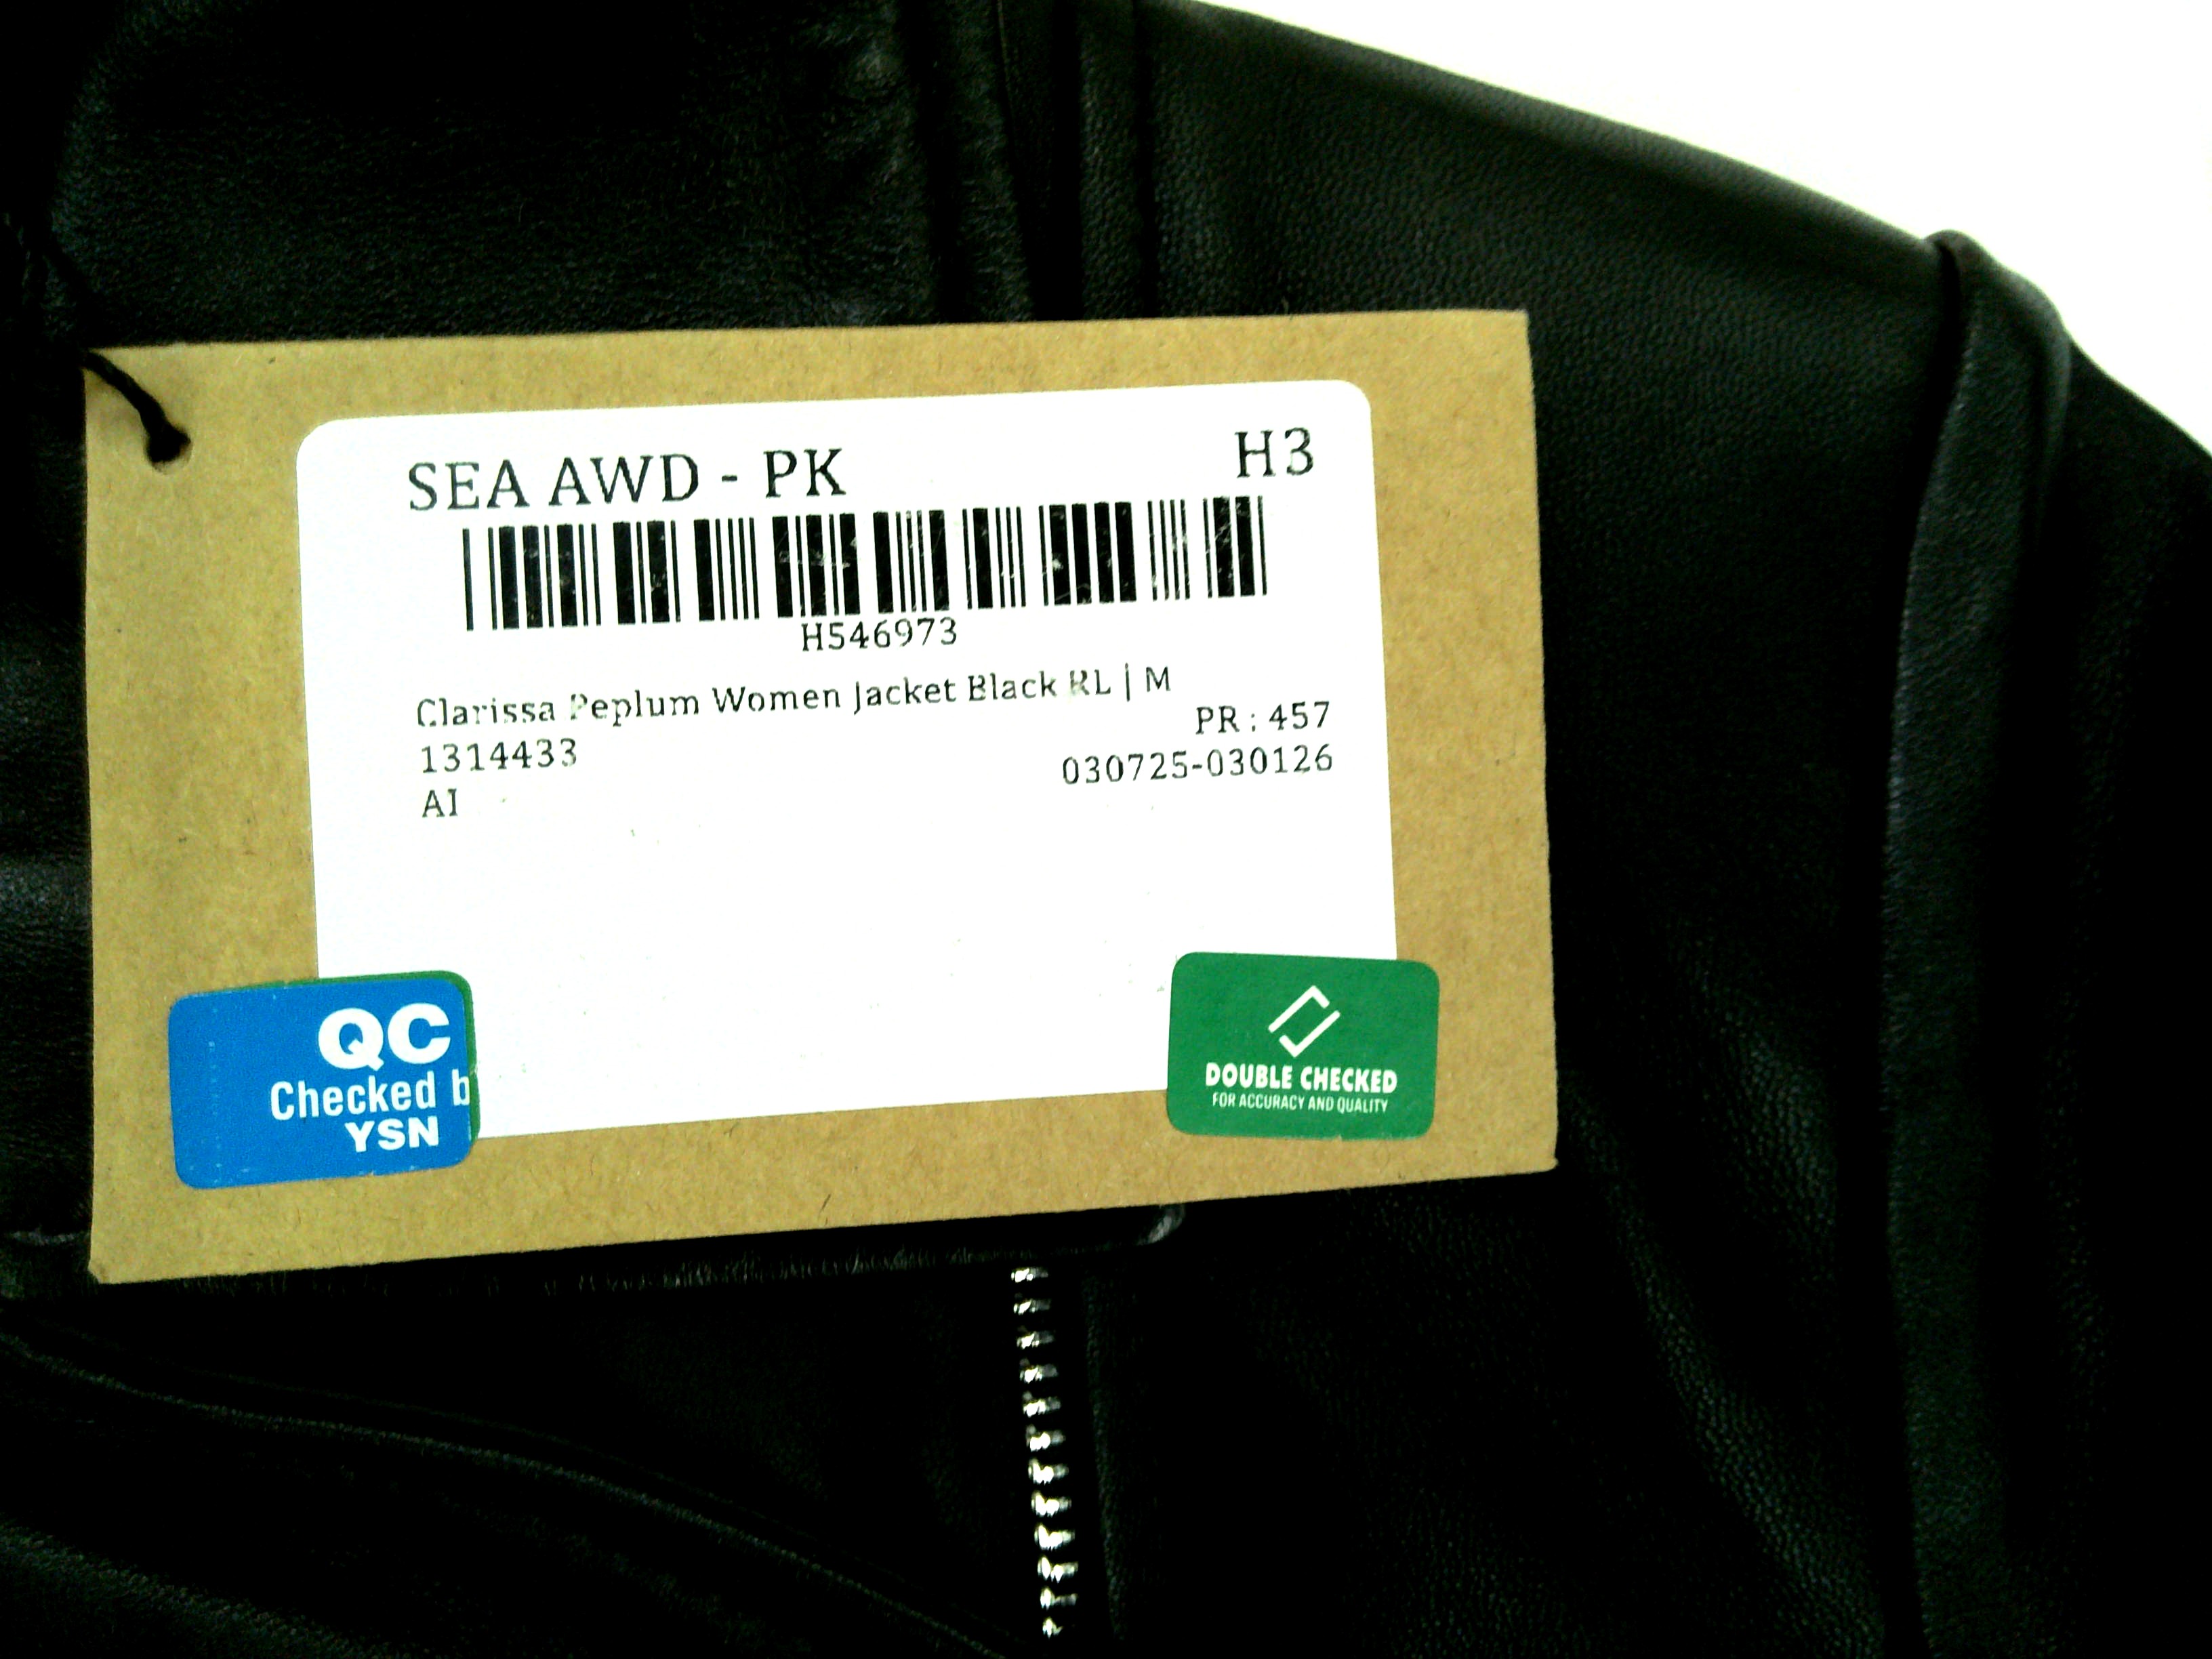 SEA AWD - PK H3
H546973
Clarissa Peplum Women Jacket Black RL | M
PR : 457
1314433
030725-030126
AI
QC
Checked b
YSN
DOUBLE CHECKED
FOR ACCURACY AND QUALITY